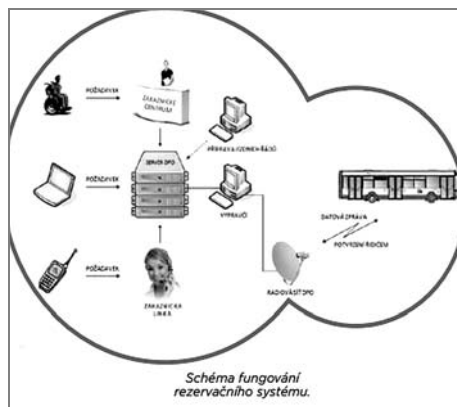 POŽADAVEK
ZÁKAZNICKÉ
CENTRUM
POŽADAVEK
SERVER DPO
PŘÍPRAVA JÍZDNÍCH ŘÁDŮ
VÝPRAVČÍ
POŽADAVEK
ZÁKAZNICKÁ
LINKA
DATOVÁ ZPRÁVA
POTVRZENÍ ŘIDIČEM
RADIOVÁ SÍŤ DPO
Schéma fungování
rezervačního systému.